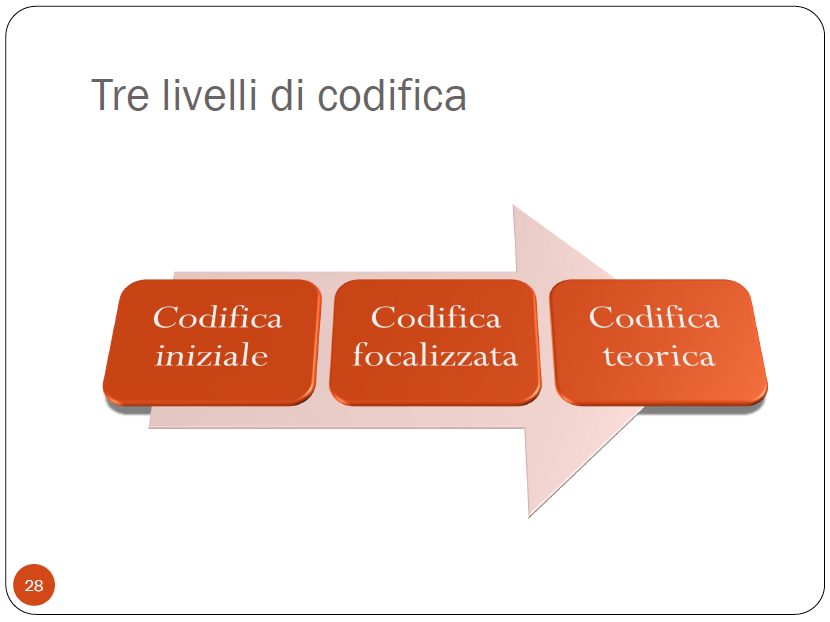 Tre livelli di codifica
Codifica
iniziale
Codifica
focalizzata
Codifica
teorica
28